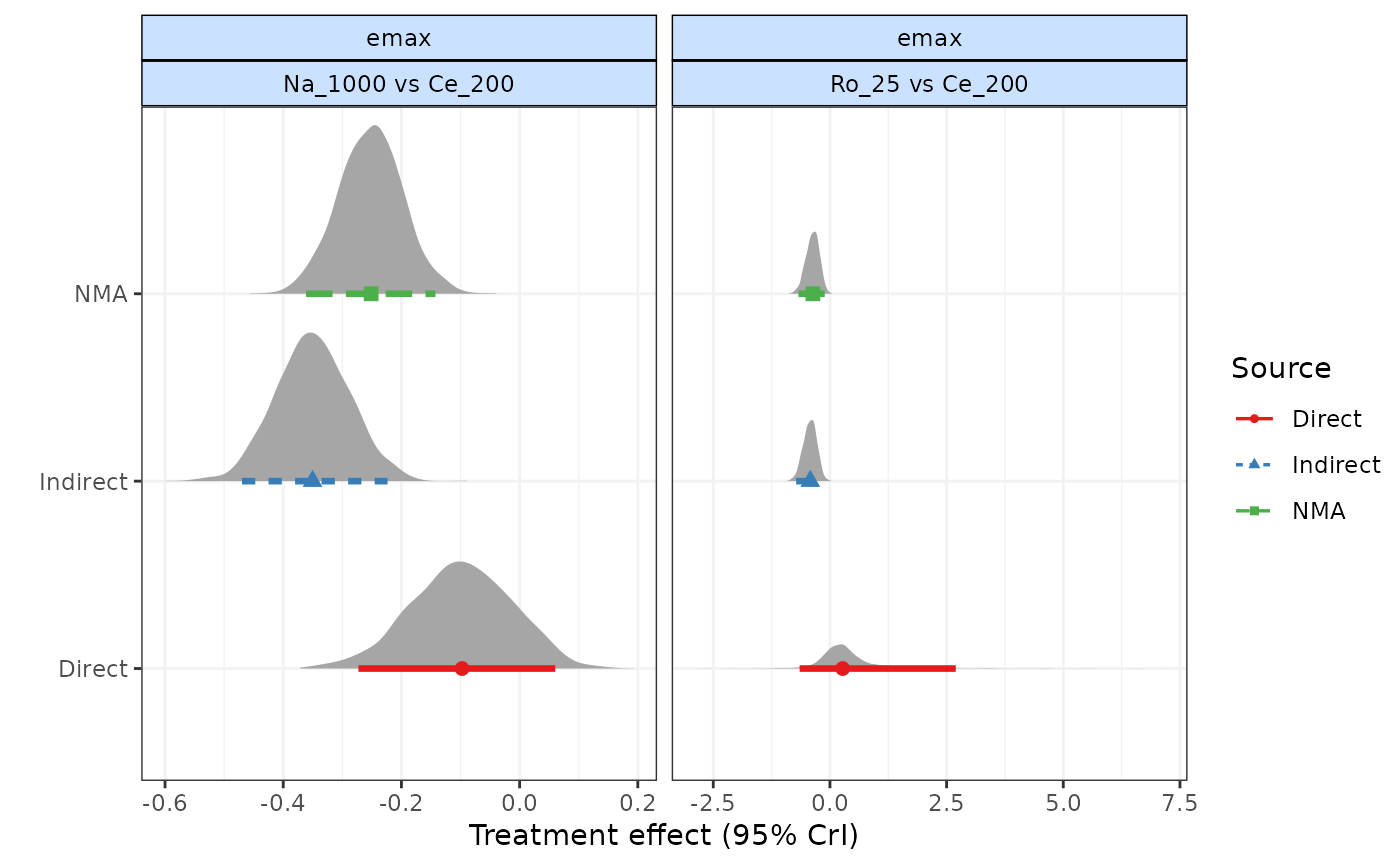 emax
emax
Na_1000 vs Ce_200
Ro_25 vs Ce_200
NMA
Indirect
Direct
-0.6
-0.4
-0.2
0.0
0.2
-2.5
0.0
2.5
5.0
7.5
Treatment effect (95% CrI)
Source
Direct
Indirect
NMA